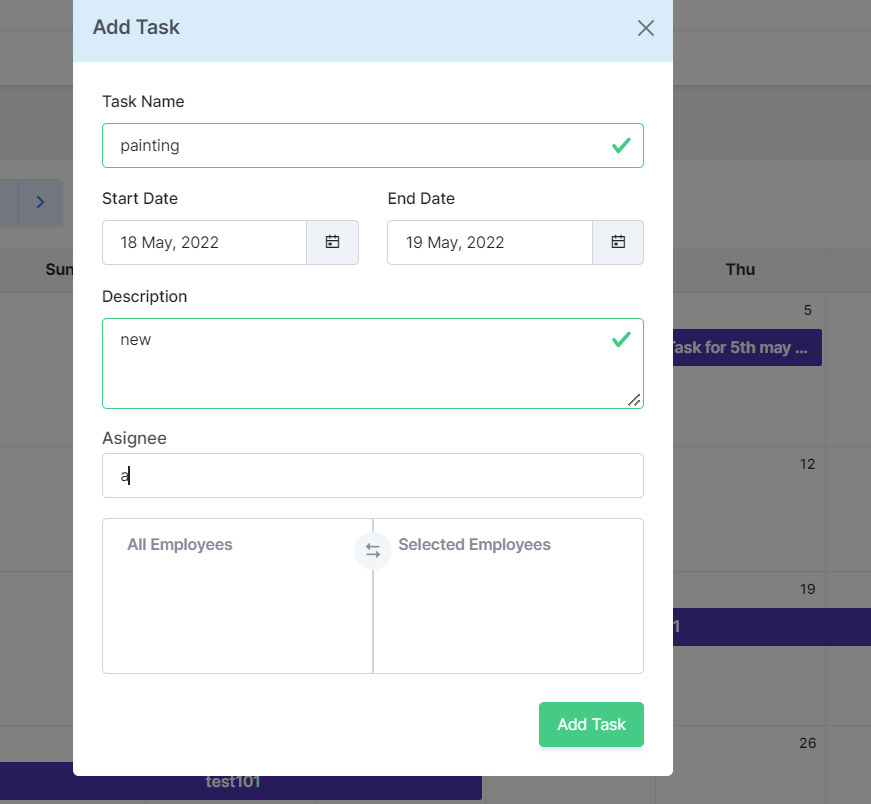 Add Task
Task Name
painting
Start Date
End Date
18 May, 2022
19 May, 2022
Sun
Thu
Description
5
new
Task for 5th may ...
Asignee
12
a
All Employees
Selected Employees
19
1
Add Task
26
test101